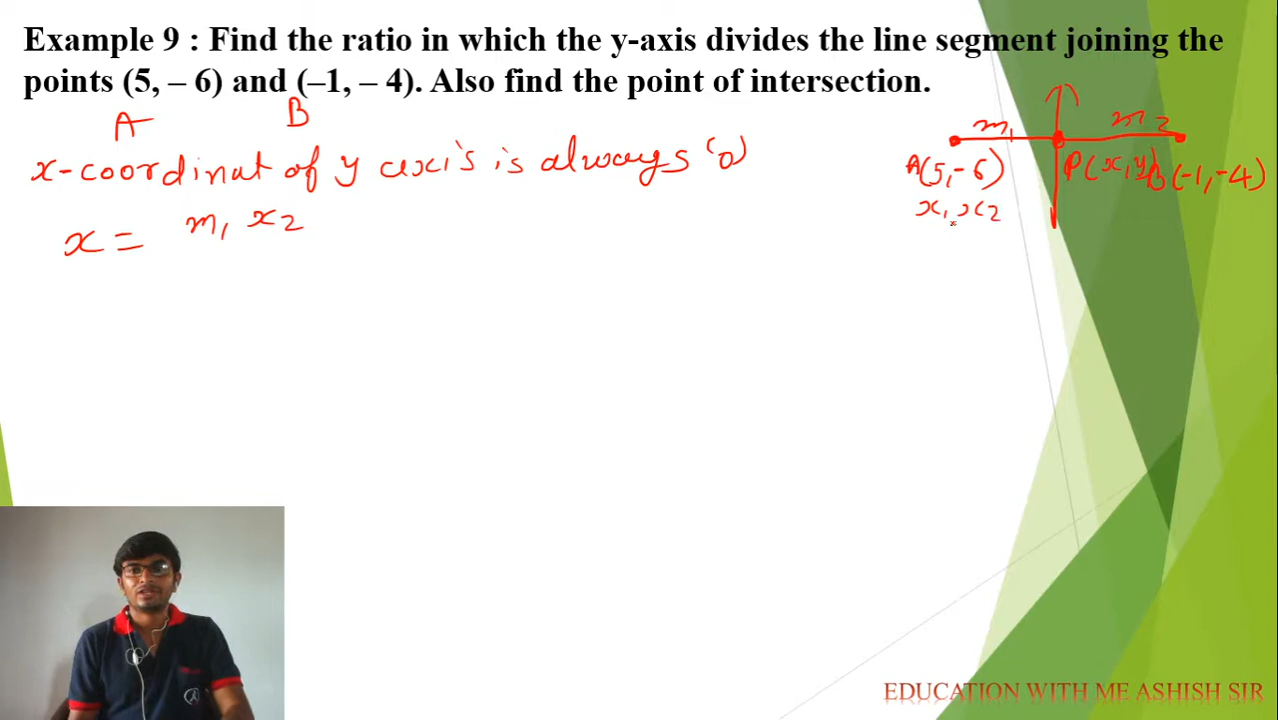 Example 9 : Find the ratio in which the y-axis divides the line segment joining the
points (5, – 6) and (–1, – 4). Also find the point of intersection.
A B
x-coordinat of y axis is always '0'
x = m₁ x₂
m₁ m₂
A(5,-6) P(x,y) B(-1,-4)
x₁, x₂
EDUCATION WITH ME ASHISH SIR